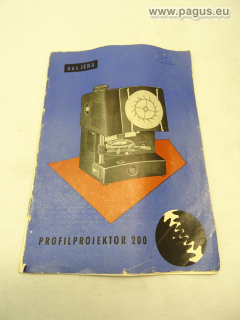 © www.pagus.eu
VEB JENA
PROFILPROJEKTOR 200